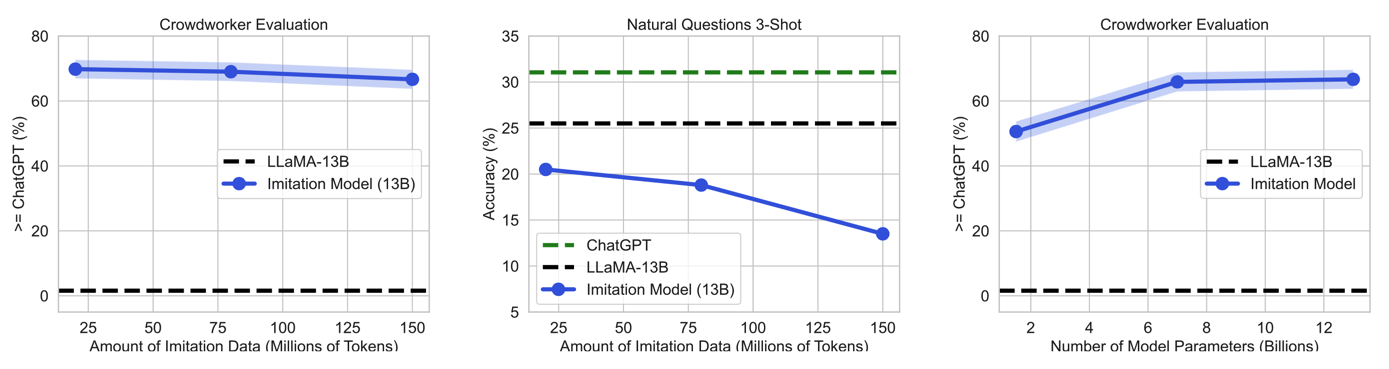 Crowdworker Evaluation
>= ChatGPT (%)
80
60
40
20
0
LLaMA-13B
Imitation Model (13B)
25 50 75 100 125 150
Amount of Imitation Data (Millions of Tokens)
Natural Questions 3-Shot
Accuracy (%)
35
30
25
20
15
10
5
ChatGPT
LLaMA-13B
Imitation Model (13B)
25 50 75 100 125 150
Amount of Imitation Data (Millions of Tokens)
Crowdworker Evaluation
>= ChatGPT (%)
80
60
40
20
0
LLaMA-13B
Imitation Model
2 4 6 8 10 12
Number of Model Parameters (Billions)